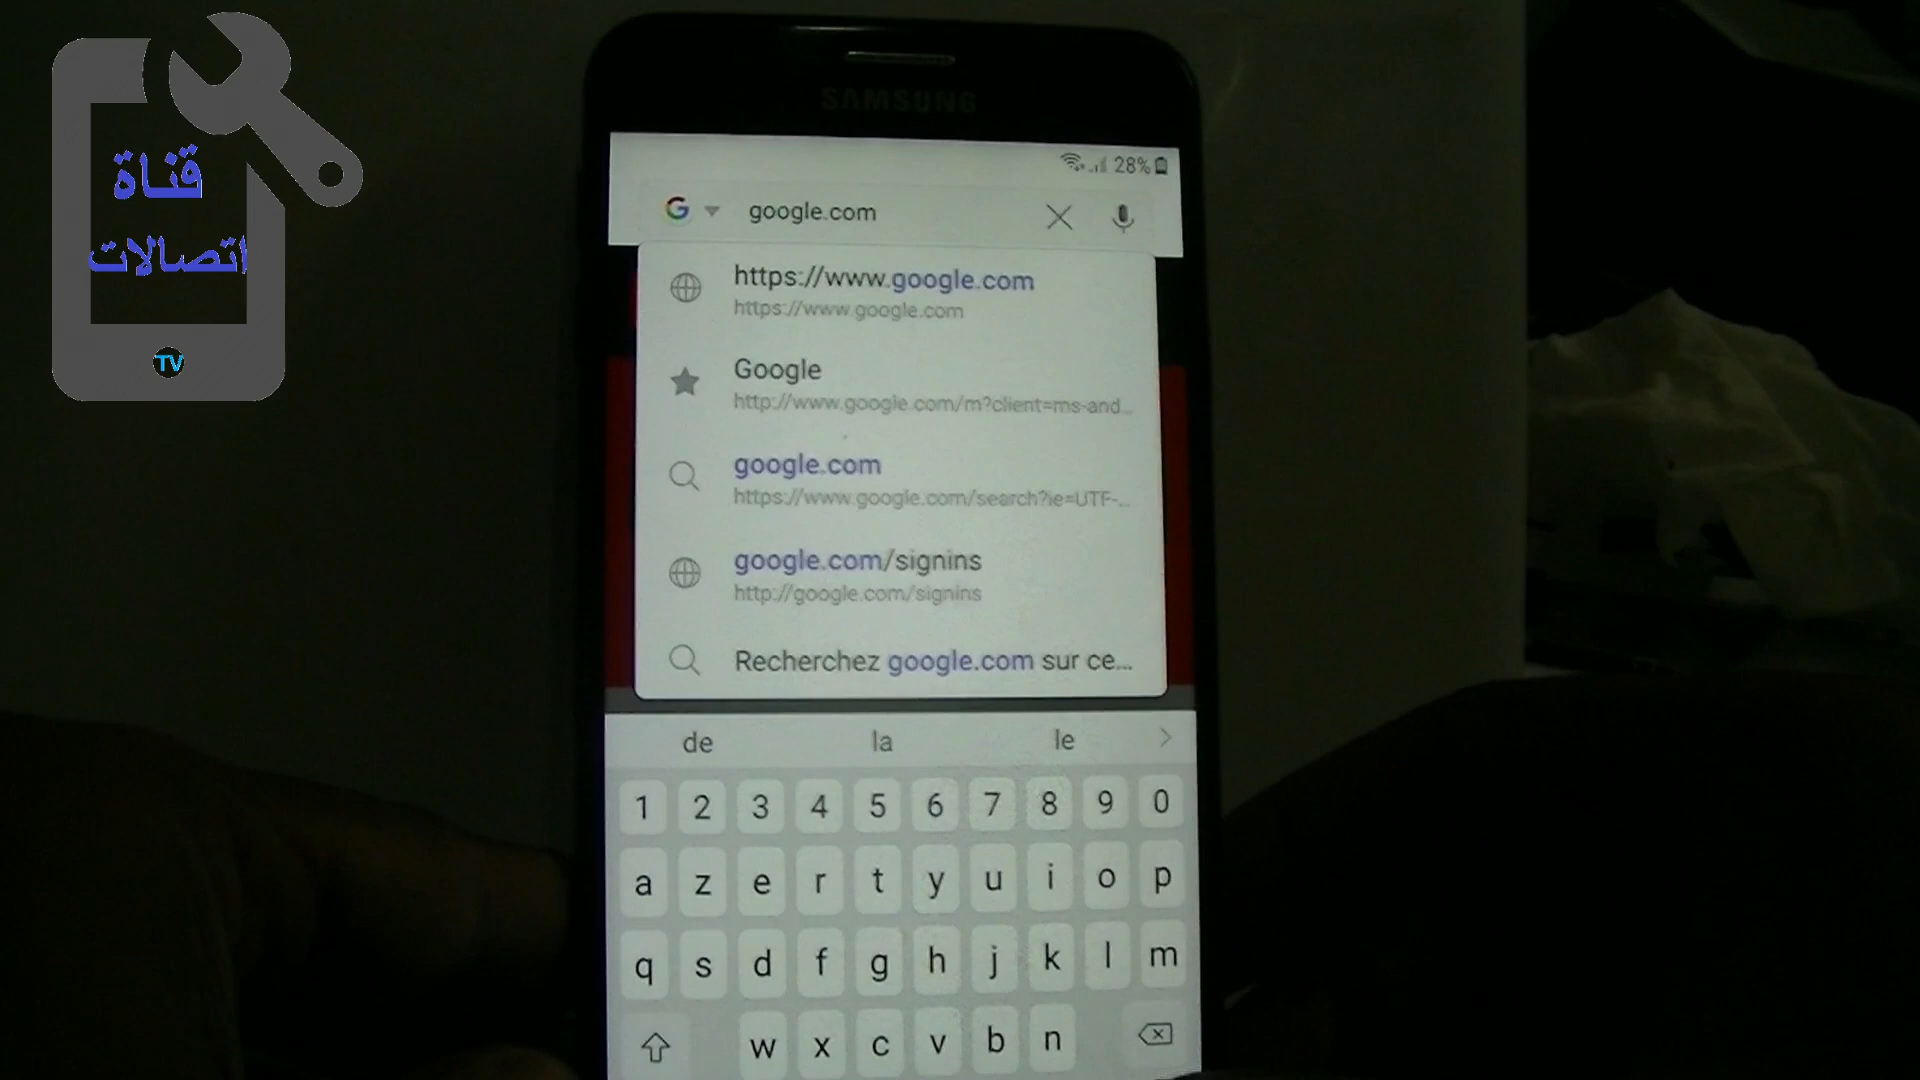 قناة
اتصالات
TV
SAMSUNG
28%
google.com
https://www.google.com
https://www.google.com
Google
http://www.google.com/m?client=ms-and...
google.com
https://www.google.com/search?ie=UTF-...
google.com/signins
http://google.com/signins
Recherchez google.com sur ce...
de la le
1 2 3 4 5 6 7 8 9 0
a z e r t y u i o p
q s d f g h j k l m
w x c v b n